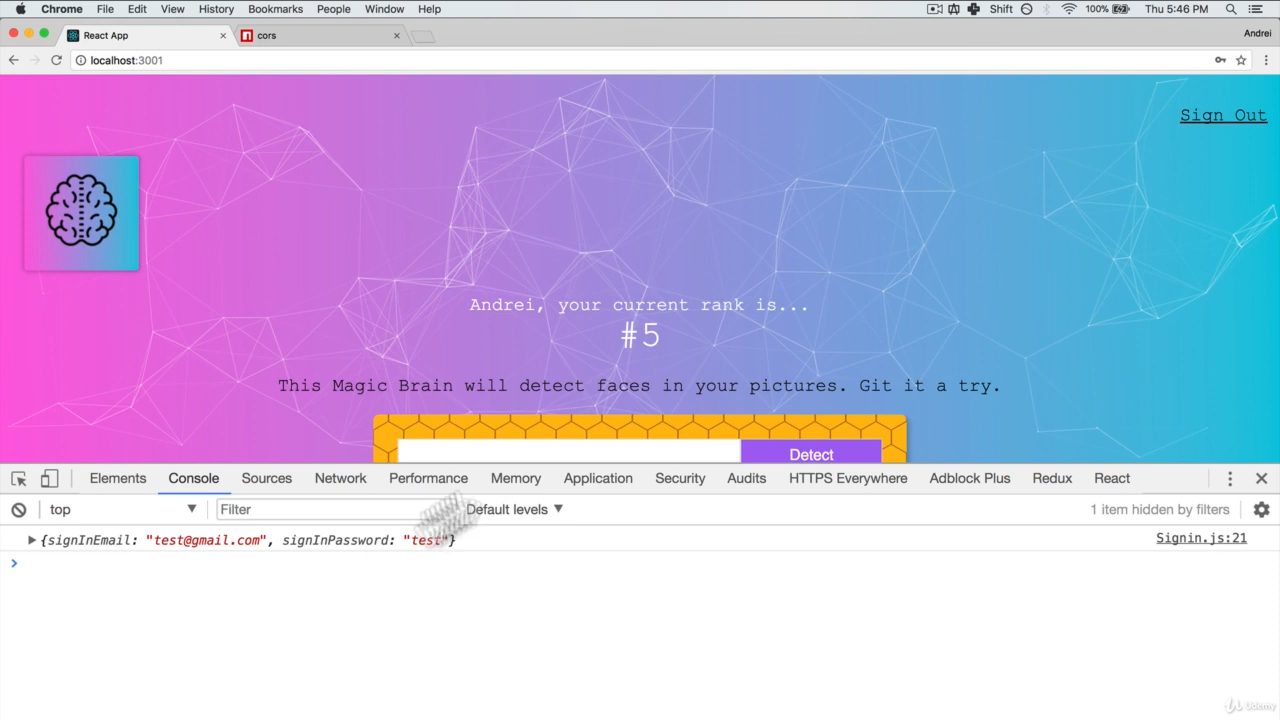 Chrome File Edit View History Bookmarks People Window Help Shift 100% Thu 5:46 PM
React App cors Andrei
localhost:3001
Sign Out
Andrei, your current rank is...
#5
This Magic Brain will detect faces in your pictures. Git it a try.
Detect
Elements Console Sources Network Performance Memory Application Security Audits HTTPS Everywhere Adblock Plus Redux React
top Filter Default levels 1 item hidden by filters
{signInEmail: "test@gmail.com", signInPassword: "test"} Signin.js:21
Udemy